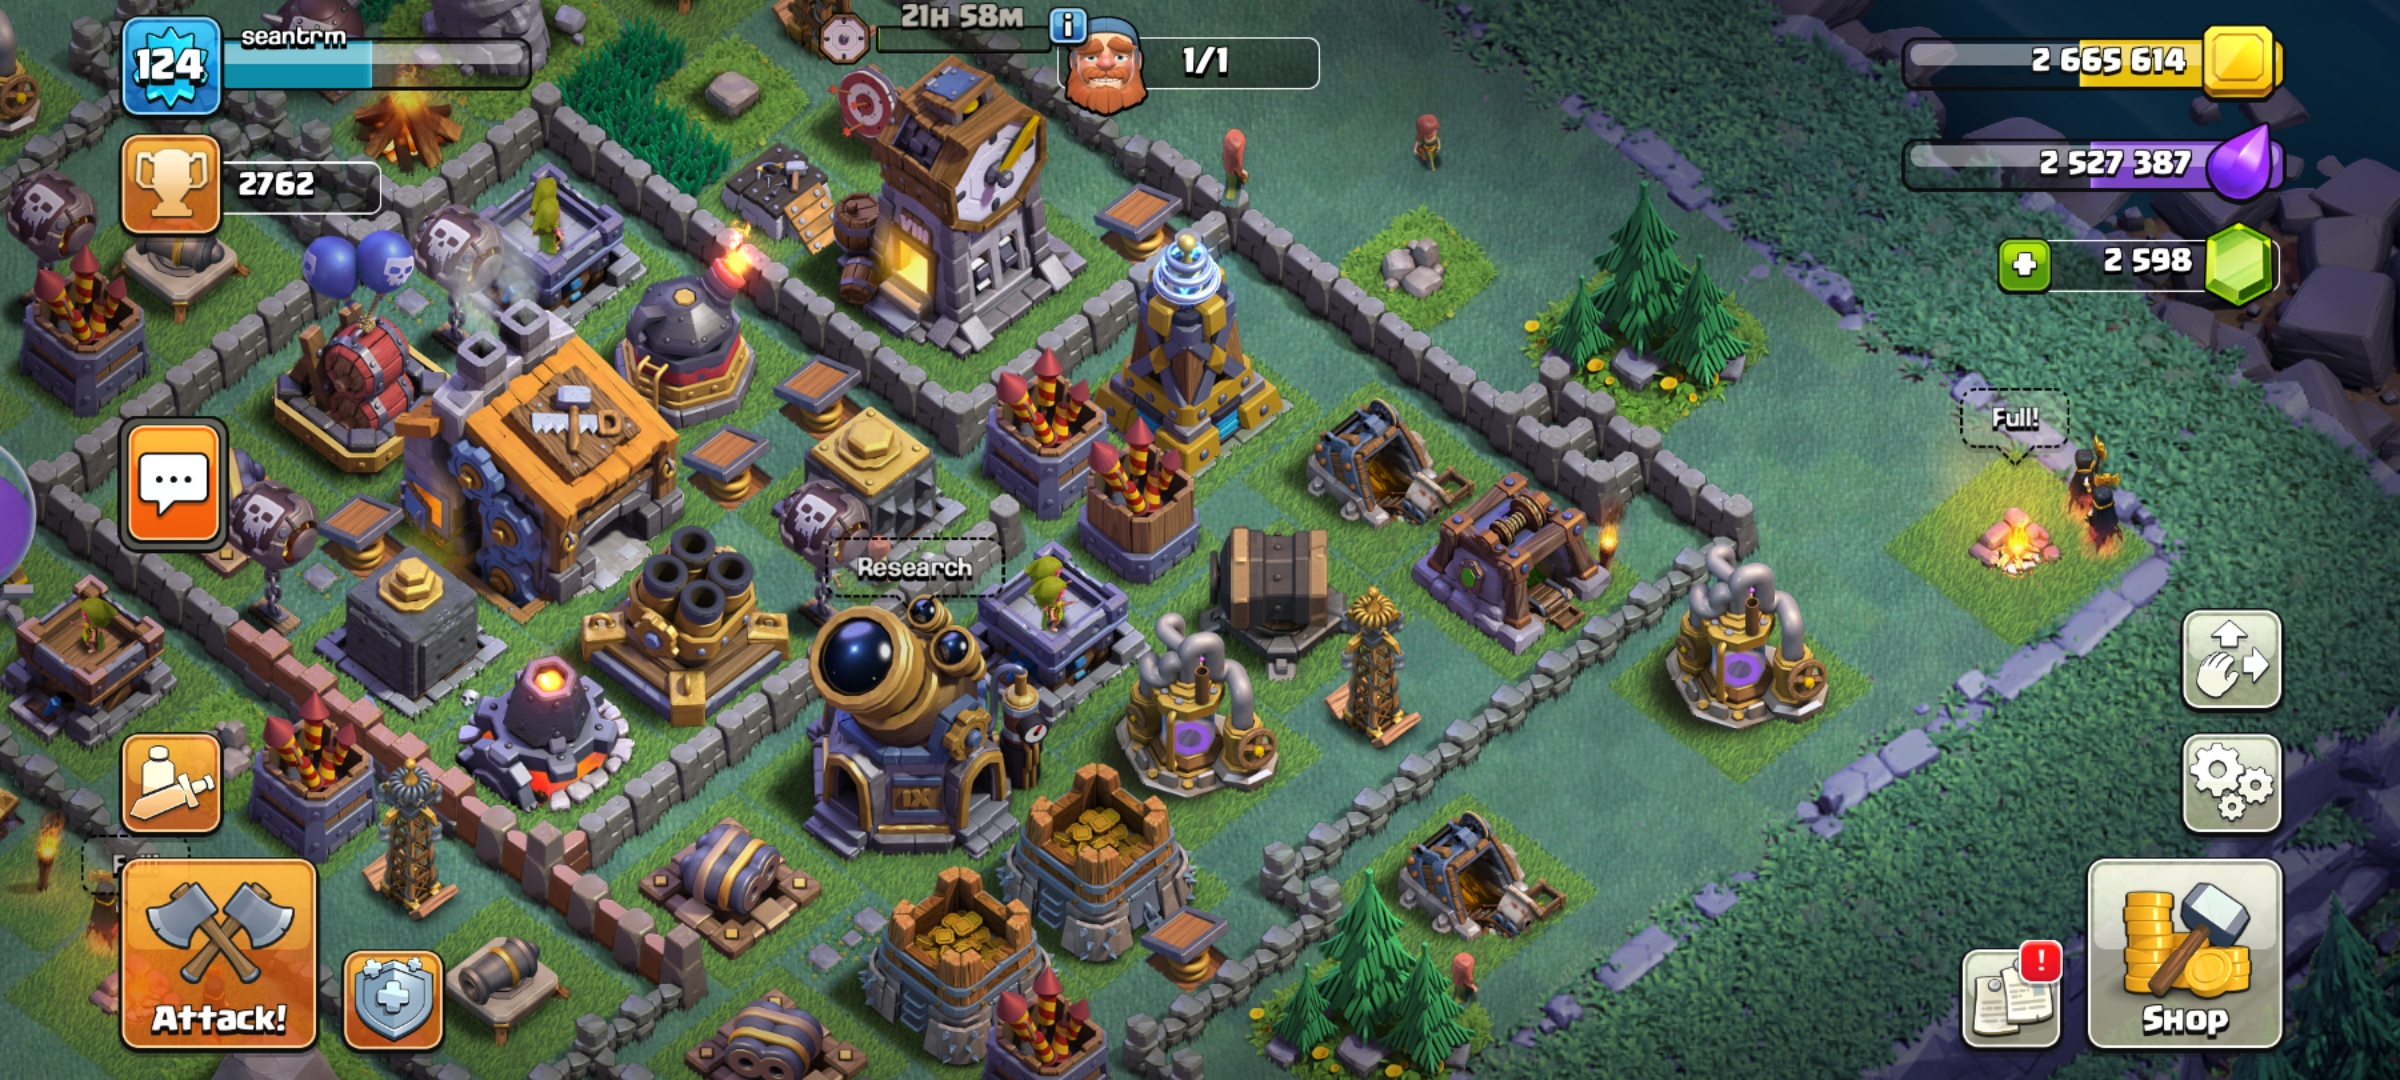 124
seantrm
21H 58M
i
1/1
2 665 614
2762
2 527 387
2 598
Full!
Research
IX
Full!
Attack!
!
Shop